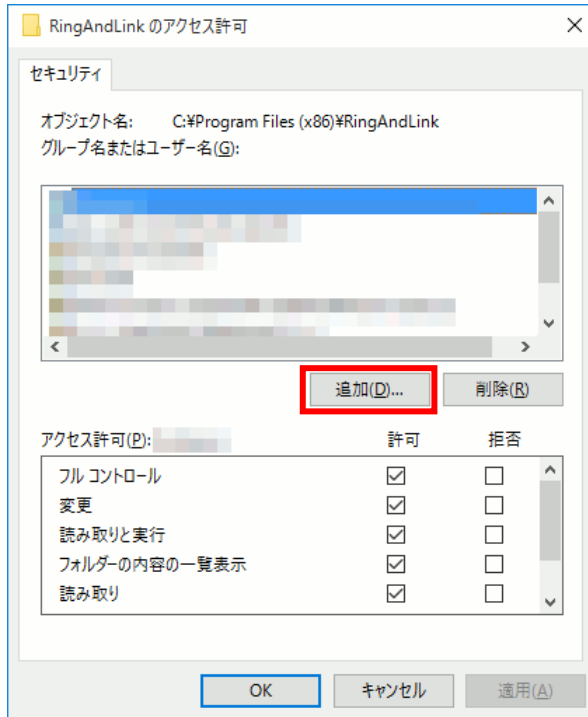 RingAndLink のアクセス許可
セキュリティ
オブジェクト名: C:¥Program Files (x86)¥RingAndLink
グループ名またはユーザー名(G):
追加(D)... 削除(R)
アクセス許可(P): 許可 拒否
フル コントロール
変更
読み取りと実行
フォルダーの内容の一覧表示
読み取り
OK キャンセル 適用(A)